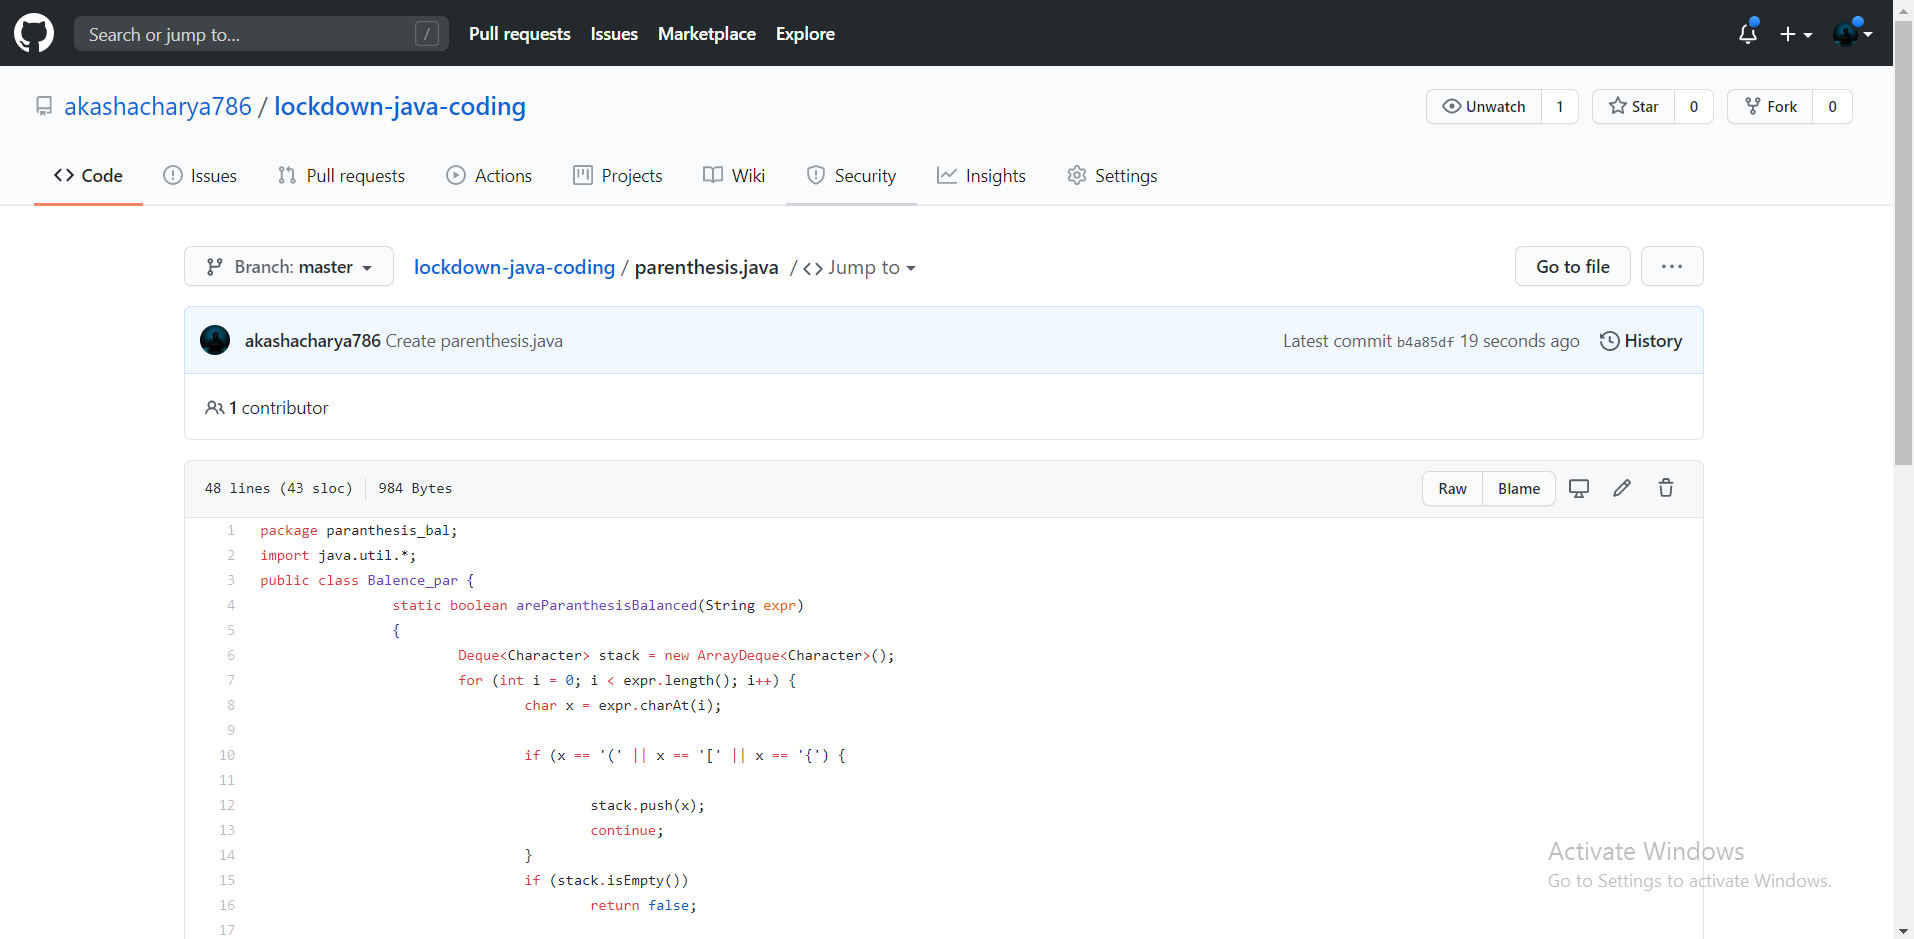 Search or jump to... /
Pull requests Issues Marketplace Explore
akashacharya786 / lockdown-java-coding
Unwatch 1 Star 0 Fork 0
Code Issues Pull requests Actions Projects Wiki Security Insights Settings
Branch: master lockdown-java-coding / parenthesis.java / <> Jump to Go to file ...
akashacharya786 Create parenthesis.java Latest commit b4a85df 19 seconds ago History
1 contributor
48 lines (43 sloc) 984 Bytes Raw Blame
1 package paranthesis_bal;
2 import java.util.*;
3 public class Balence_par {
4 static boolean areParanthesisBalanced(String expr)
5 {
6 Deque<Character> stack = new ArrayDeque<Character>();
7 for (int i = 0; i < expr.length(); i++) {
8 char x = expr.charAt(i);
9
10 if (x == '(' || x == '[' || x == '{') {
11
12 stack.push(x);
13 continue;
14 }
15 if (stack.isEmpty())
16 return false;
17
Activate Windows
Go to Settings to activate Windows.